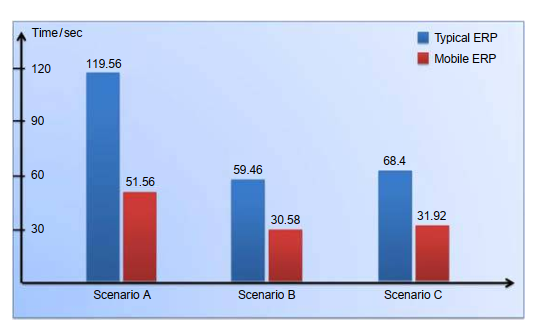 Time/sec
Typical ERP
Mobile ERP
120
90
60
30
119.56
51.56
59.46
30.58
68.4
31.92
Scenario A
Scenario B
Scenario C